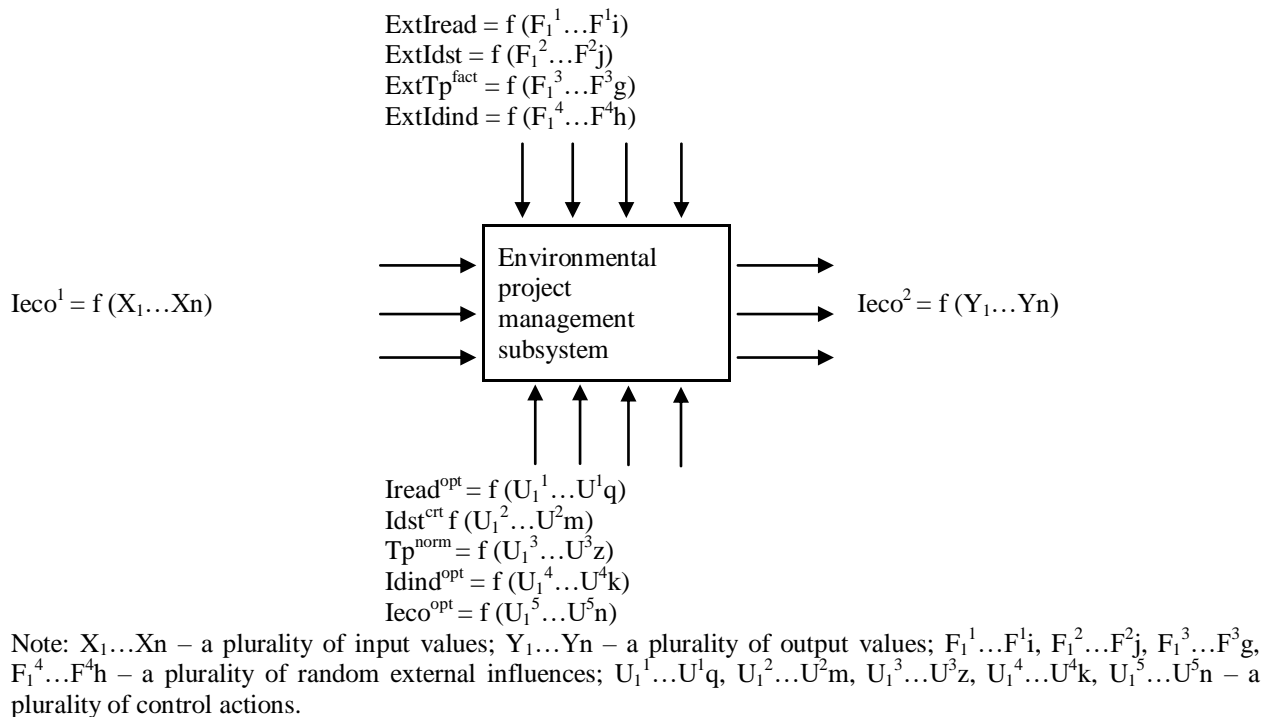 ExtIread = f (F₁¹…F¹i)
ExtIdst = f (F₁²…F²j)
ExtTpᶠᵃᶜᵗ = f (F₁³…F³g)
ExtIdind = f (F₁⁴…F⁴h)
Environmental
project
management
subsystem
Ieco¹ = f (X₁…Xn)
Ieco² = f (Y₁…Yn)
Ireadᵒᵖᵗ = f (U₁¹…U¹q)
Idstᶜʳᵗ f (U₁²…U²m)
Tpⁿᵒʳᵐ = f (U₁³…U³z)
Idindᵒᵖᵗ = f (U₁⁴…U⁴k)
Iecoᵒᵖᵗ = f (U₁⁵…U⁵n)
Note: X₁…Xn – a plurality of input values; Y₁…Yn – a plurality of output values; F₁¹…F¹i, F₁²…F²j, F₁³…F³g,
F₁⁴…F⁴h – a plurality of random external influences; U₁¹…U¹q, U₁²…U²m, U₁³…U³z, U₁⁴…U⁴k, U₁⁵…U⁵n – a
plurality of control actions.